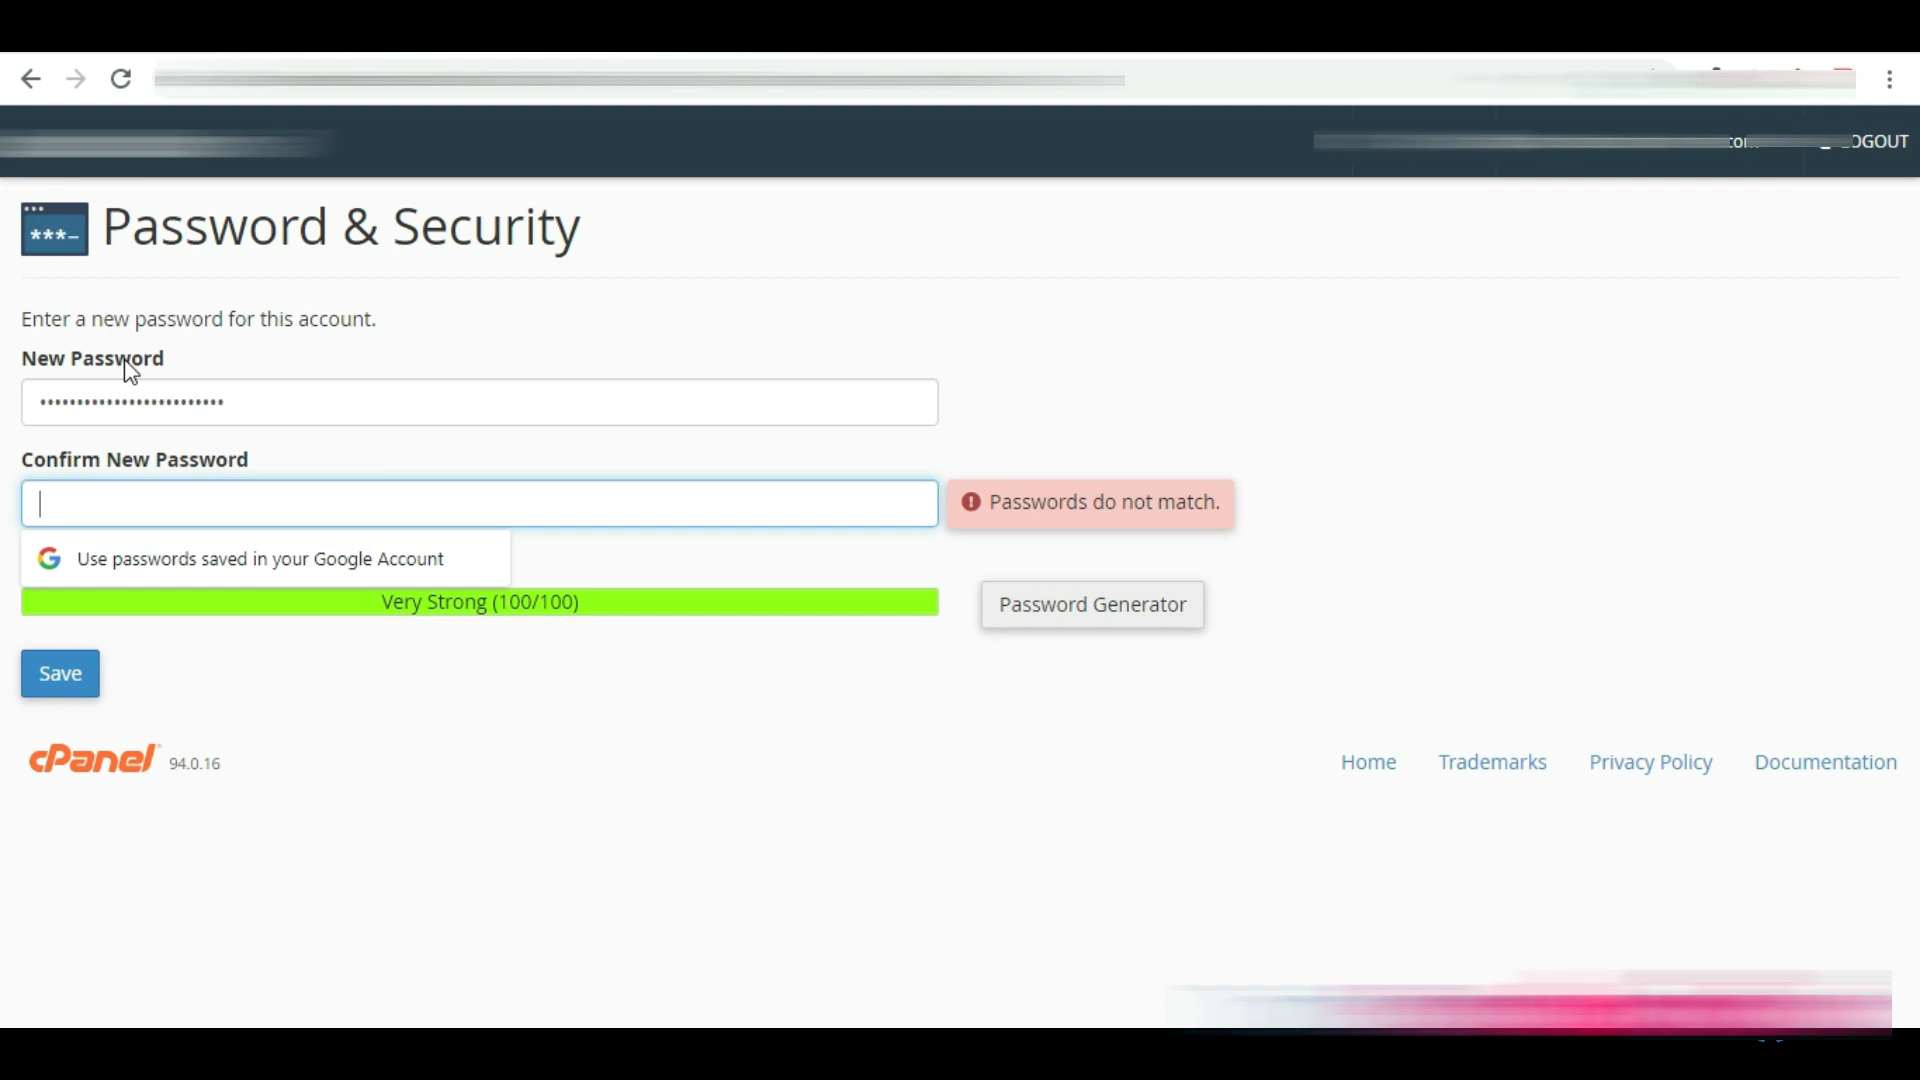 LOGOUT
***_ Password & Security
Enter a new password for this account.
New Password
•••••••••••••••••••••••••
Confirm New Password
Passwords do not match.
Use passwords saved in your Google Account
Very Strong (100/100)
Password Generator
Save
cPanel 94.0.16
Home Trademarks Privacy Policy Documentation